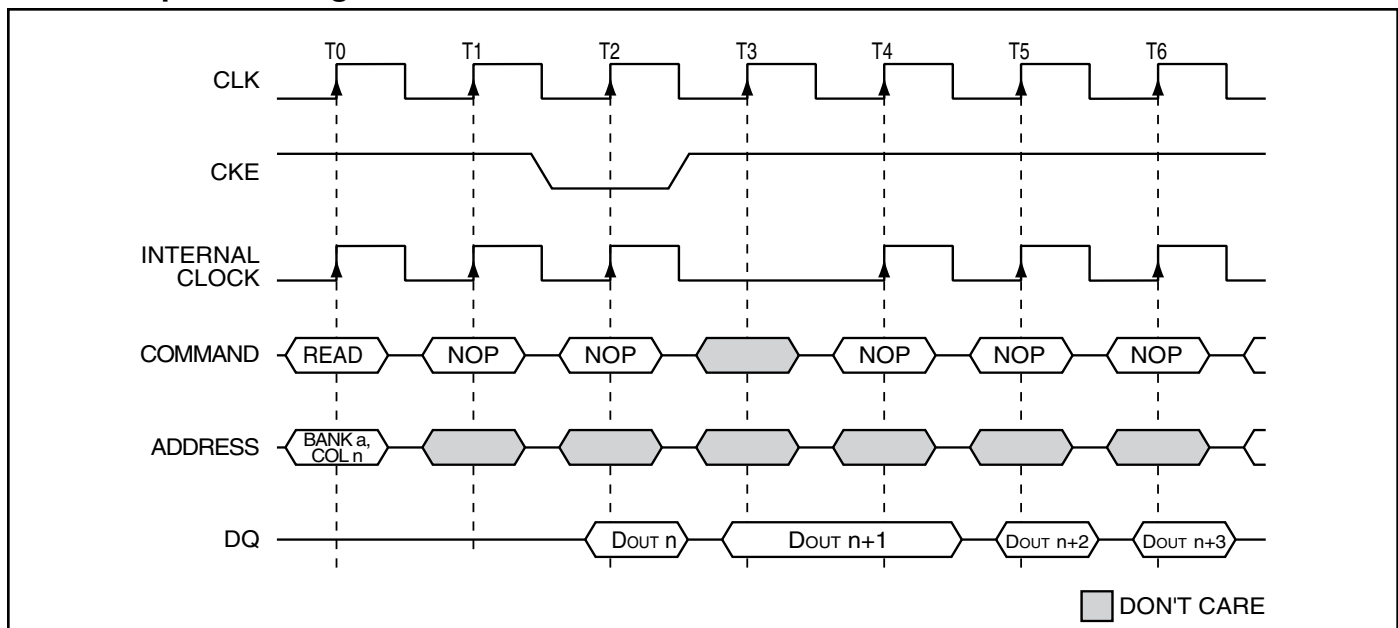 T0 T1 T2 T3 T4 T5 T6
CLK
CKE
INTERNAL
CLOCK
COMMAND READ NOP NOP NOP NOP NOP
ADDRESS BANK a,
COL n
DQ DOUT n DOUT n+1 DOUT n+2 DOUT n+3
DON'T CARE